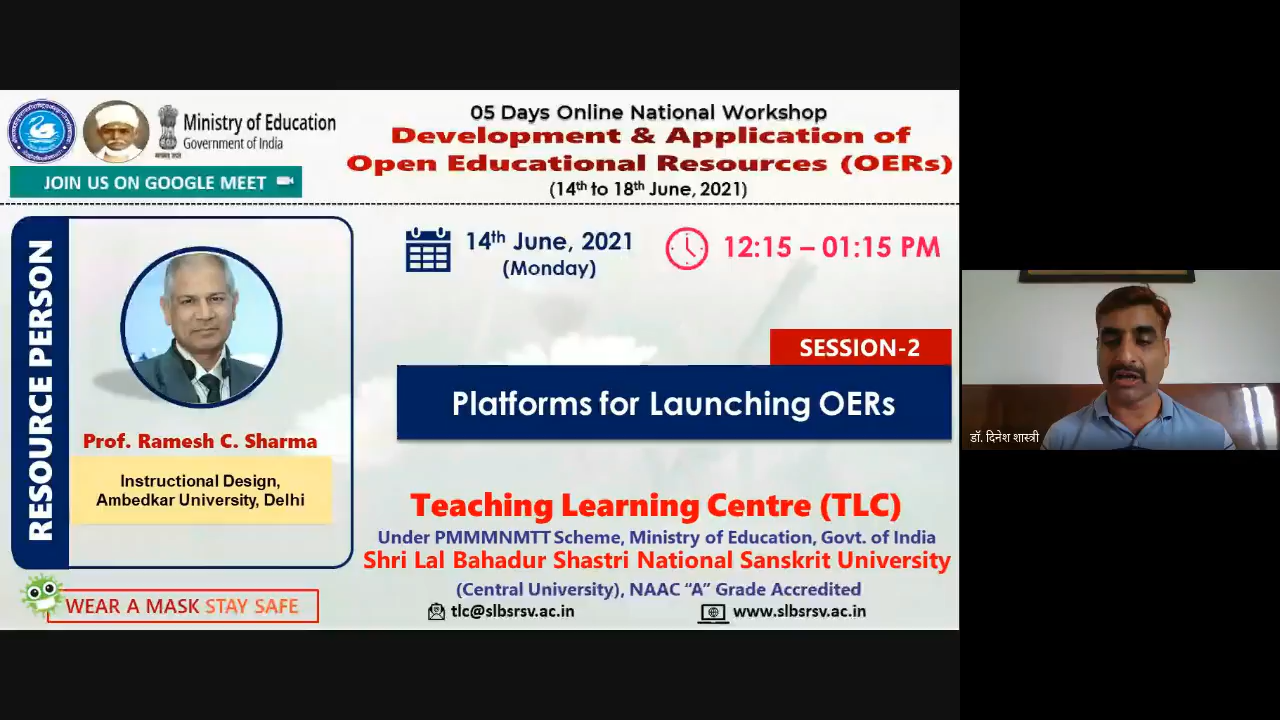 Ministry of Education
Government of India
JOIN US ON GOOGLE MEET
05 Days Online National Workshop
Development & Application of
Open Educational Resources (OERs)
(14th to 18th June, 2021)
RESOURCE PERSON
Prof. Ramesh C. Sharma
Instructional Design,
Ambedkar University, Delhi
14th June, 2021
(Monday)
12:15 – 01:15 PM
SESSION-2
Platforms for Launching OERs
Teaching Learning Centre (TLC)
Under PMMMNMTT Scheme, Ministry of Education, Govt. of India
Shri Lal Bahadur Shastri National Sanskrit University
(Central University), NAAC “A” Grade Accredited
tlc@slbsrsv.ac.in
www.slbsrsv.ac.in
WEAR A MASK STAY SAFE
डॉ. दिनेश शास्त्री